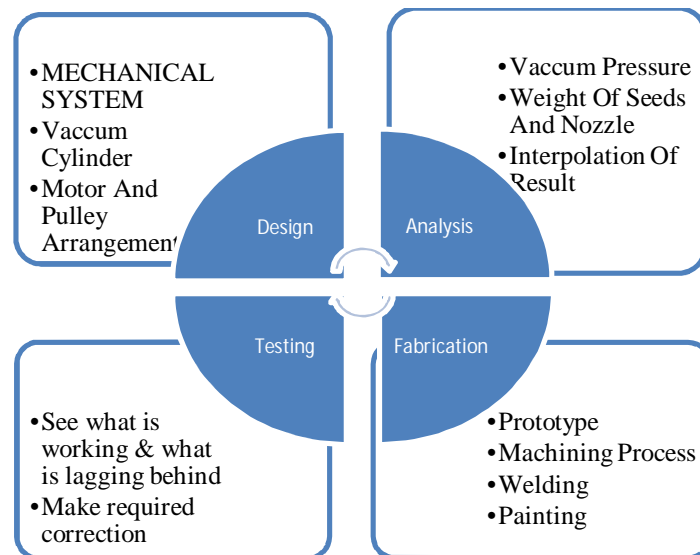 •MECHANICAL
SYSTEM
•Vaccum
Cylinder
•Motor And
Pulley
Arrangement
•Vaccum Pressure
•Weight Of Seeds
And Nozzle
•Interpolation Of
Result
Design
Analysis
Testing
Fabrication
•See what is
working & what
is lagging behind
•Make required
correction
•Prototype
•Machining Process
•Welding
•Painting